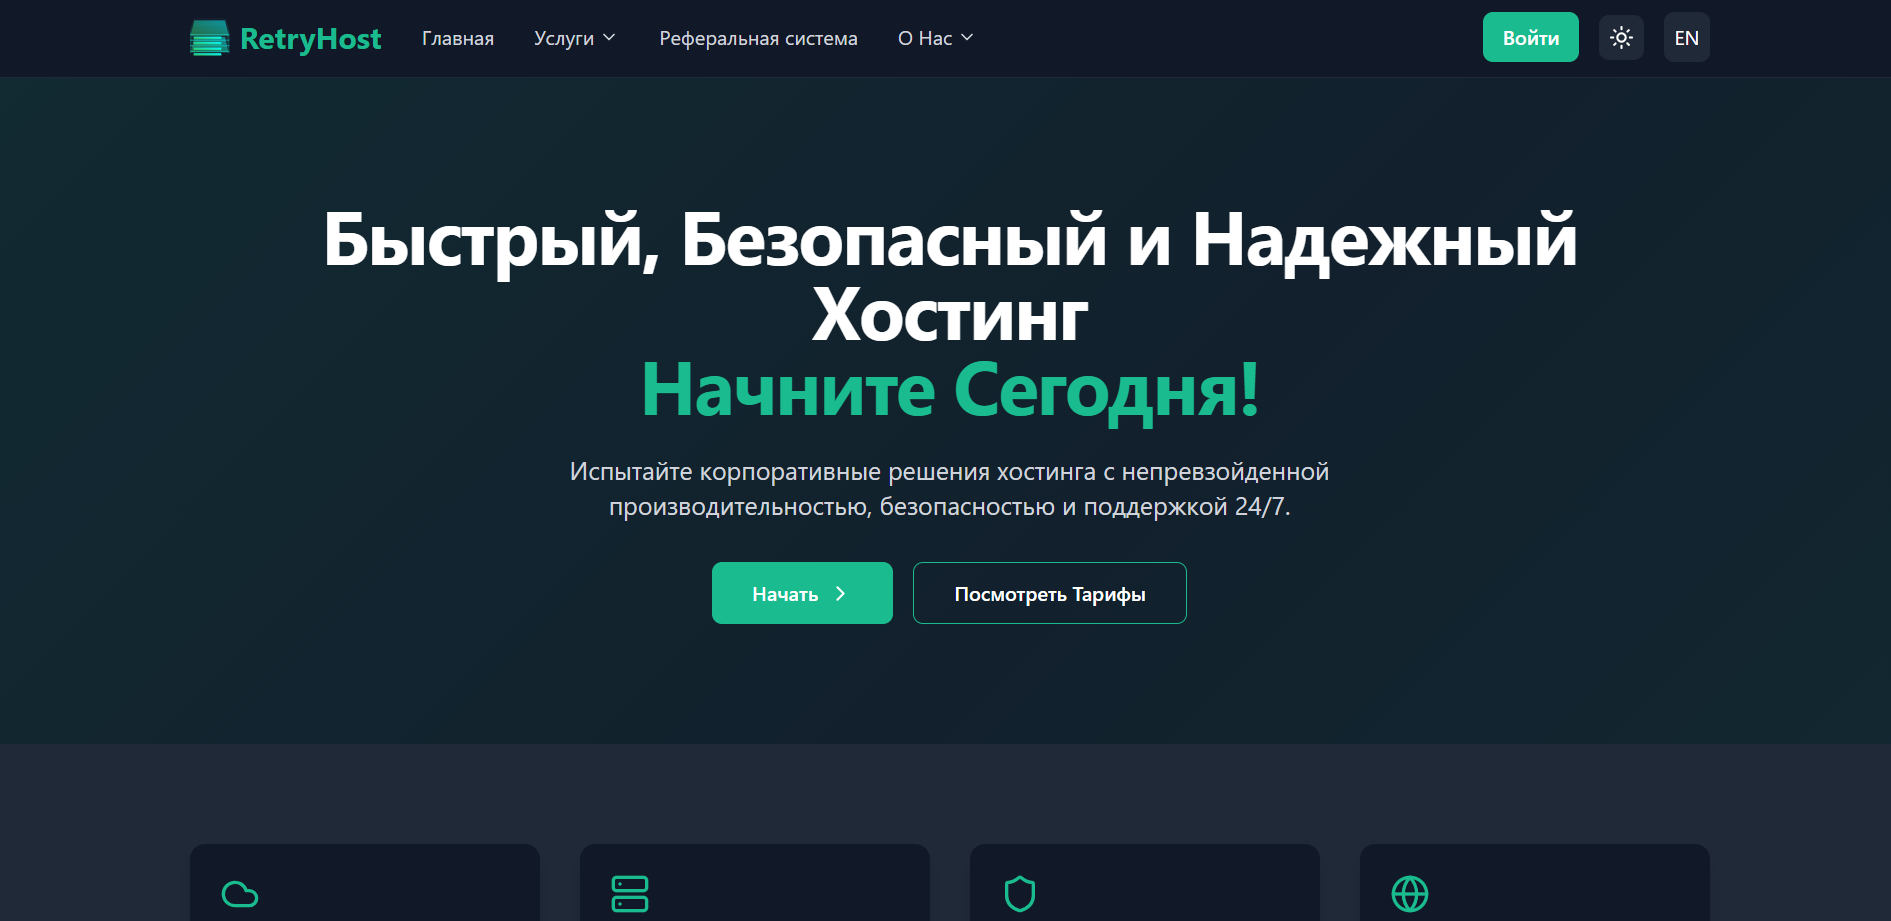 RetryHost
Главная
Услуги
Реферальная система
О Нас
Войти
EN
Быстрый, Безопасный и Надежный
Хостинг
Начните Сегодня!
Испытайте корпоративные решения хостинга с непревзойденной
производительностью, безопасностью и поддержкой 24/7.
Начать
Посмотреть Тарифы